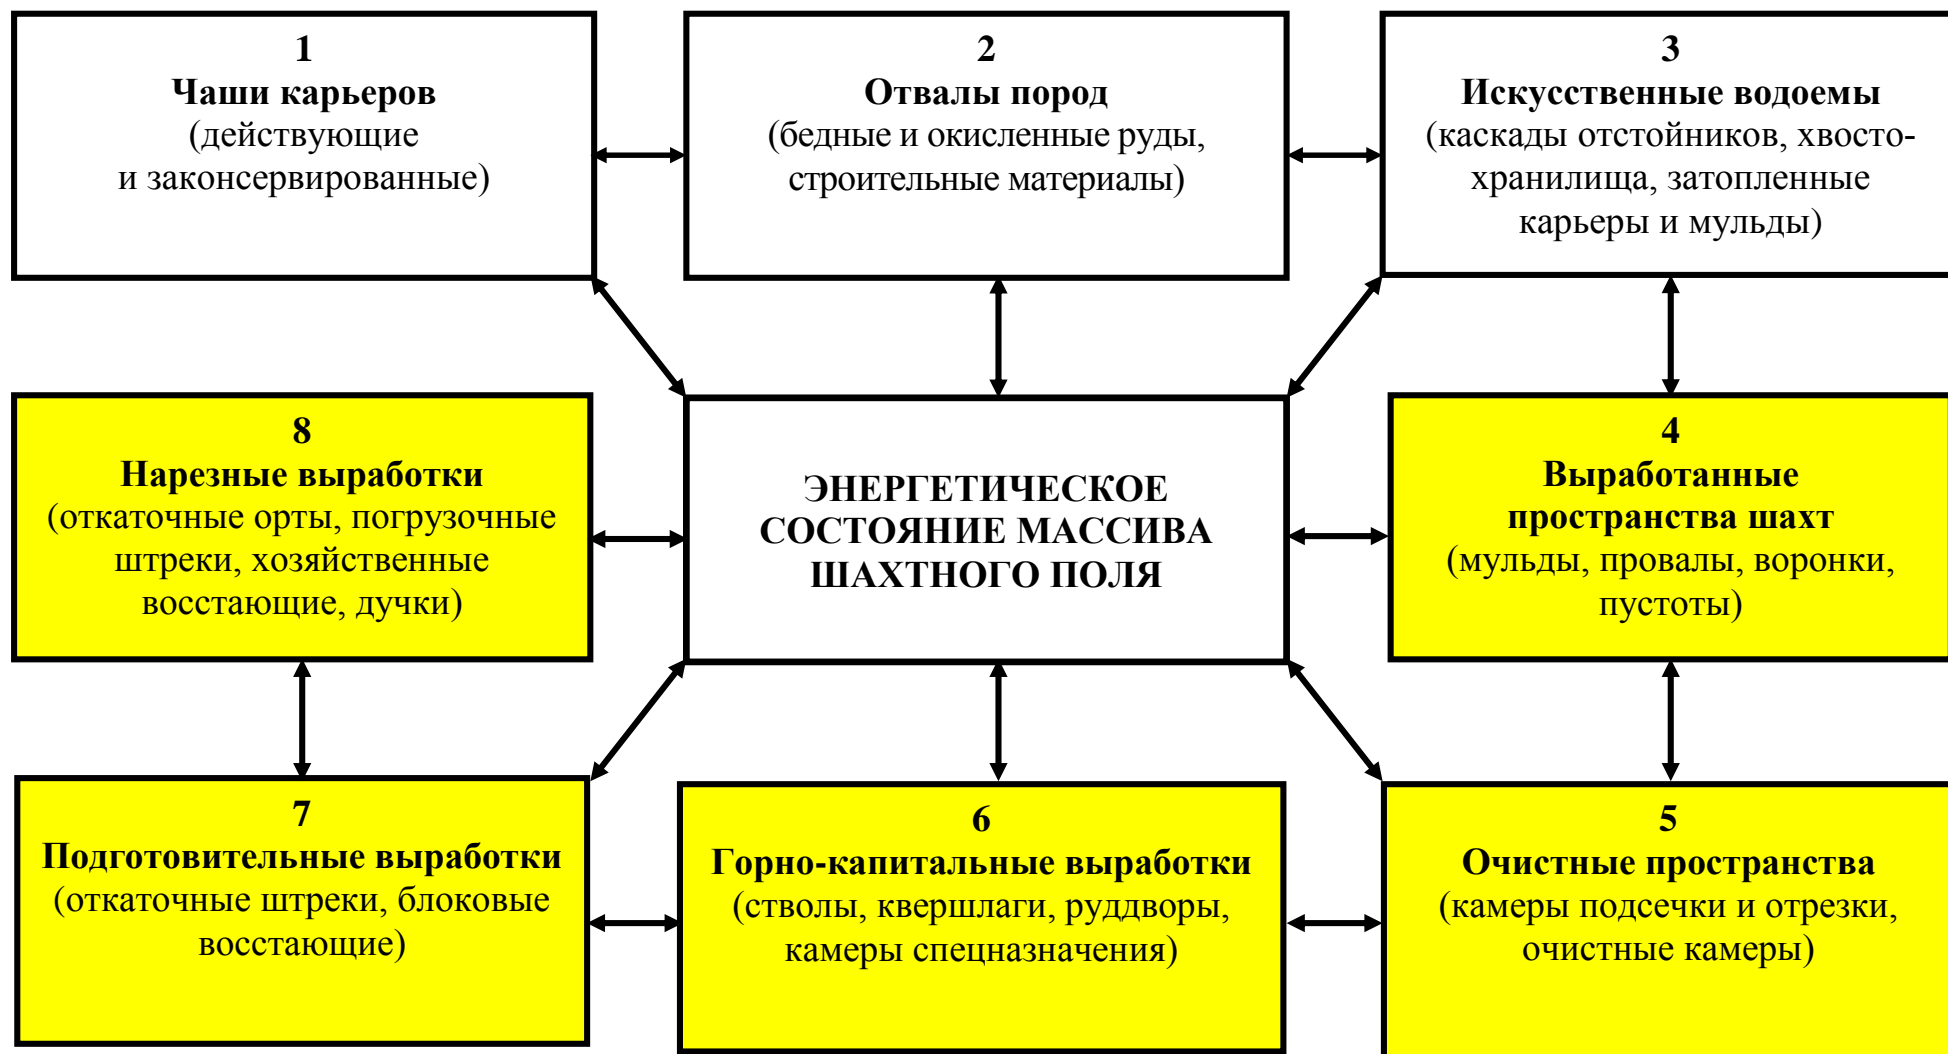 1
Чаши карьеров
(действующие
и законсервированные)
2
Отвалы пород
(бедные и окисленные руды,
строительные материалы)
3
Искусственные водоемы
(каскады отстойников, хвосто-
хранилища, затопленные
карьеры и мульды)
8
Нарезные выработки
(откаточные орты, погрузочные
штреки, хозяйственные
восстающие, дучки)
ЭНЕРГЕТИЧЕСКОЕ
СОСТОЯНИЕ МАССИВА
ШАХТНОГО ПОЛЯ
4
Выработанные
пространства шахт
(мульды, провалы, воронки,
пустоты)
7
Подготовительные выработки
(откаточные штреки, блоковые
восстающие)
6
Горно-капитальные выработки
(стволы, квершлаги, руддворы,
камеры спецназначения)
5
Очистные пространства
(камеры подсечки и отрезки,
очистные камеры)